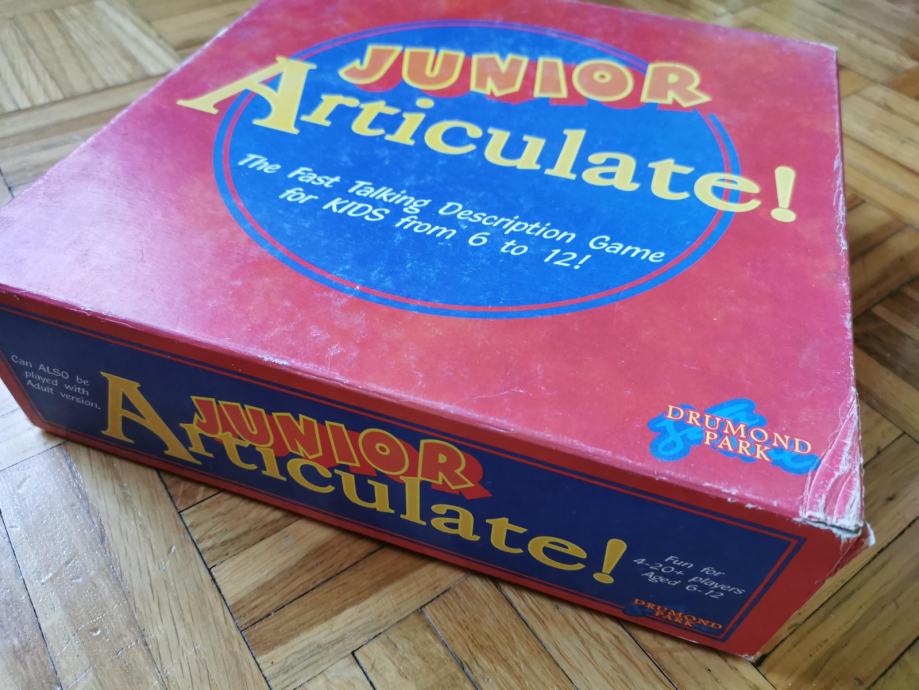 JUNIOR
Articulate!
The Fast Talking Description Game
for KIDS from 6 to 12!
DRUMOND
PARK
Can ALSO be
played with
Adult version.
JUNIOR
Articulate!
Fun for
4-20+ players
Aged 6-12
DRUMOND
PARK